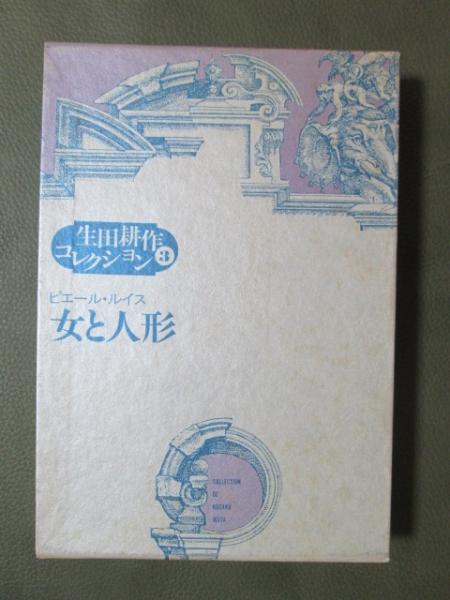 生田耕作
コレクション3
ピエール・ルイス
女と人形
COLLECTION
DE
KOSAKU
IKUTA